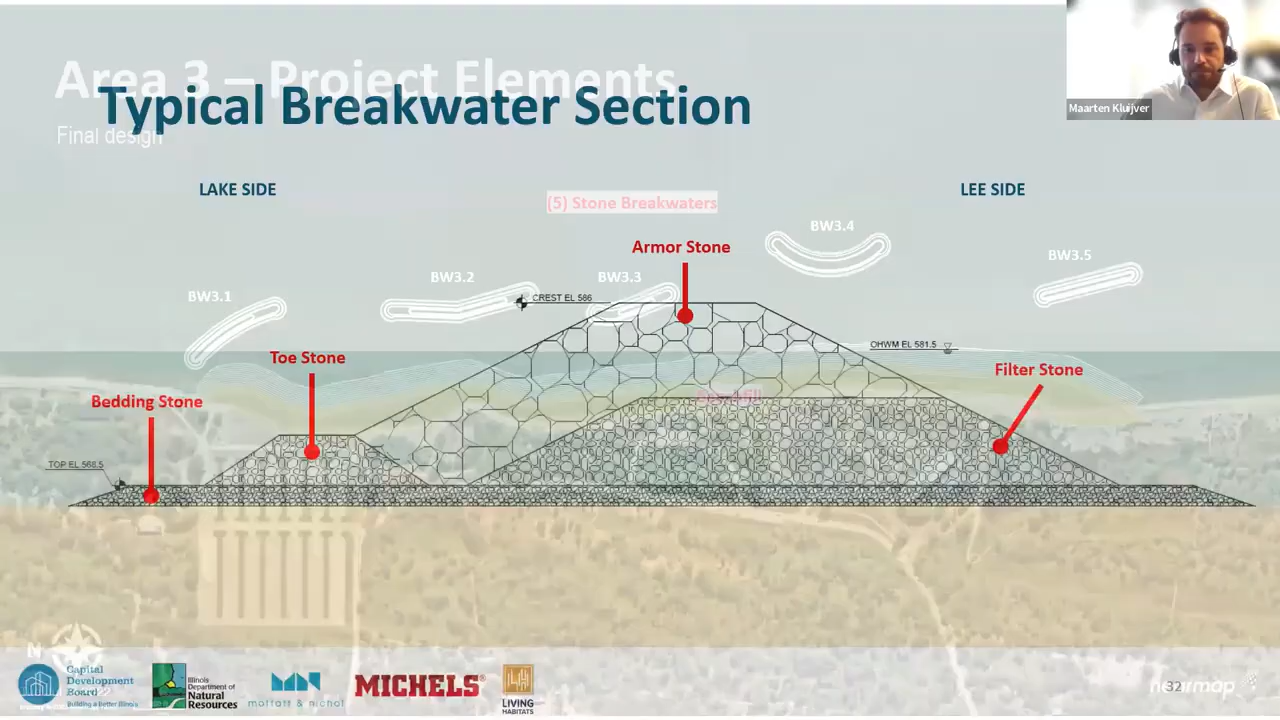 Area 3 – Project Elements
Typical Breakwater Section
Final design
Maarten Kluijver
LAKE SIDE
(5) Stone Breakwaters
LEE SIDE
BW3.4
Armor Stone
BW3.5
BW3.2
BW3.3
BW3.1
CREST EL 586
OHWM EL 581.5
Toe Stone
Filter Stone
Bedding Stone
TOP EL 568.5
N
Capital
Development
Board
Building a Better Illinois
Illinois
Department of
Natural
Resources
moffatt & nichol
MICHELS
LIVING
HABITATS
nearmap
32